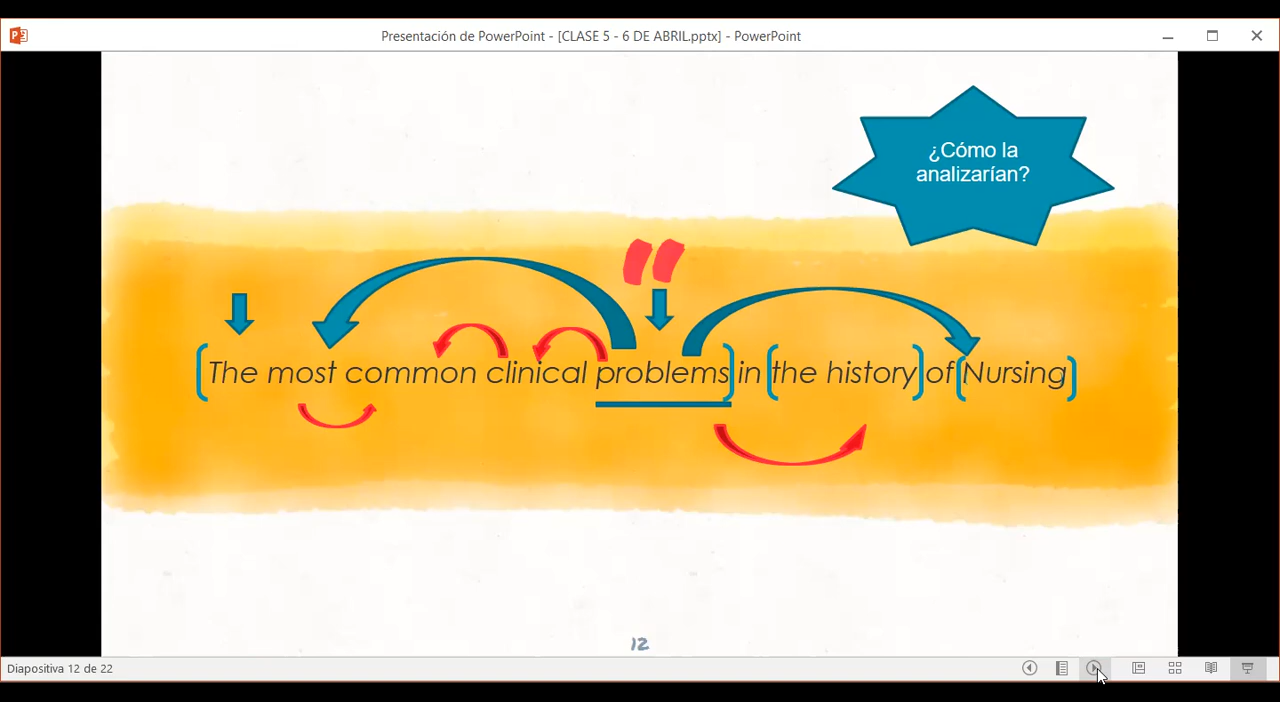 Presentación de PowerPoint - [CLASE 5 - 6 DE ABRIL.pptx] - PowerPoint
¿Cómo la
analizarían?
The most common clinical problems in the history of Nursing
12
Diapositiva 12 de 22